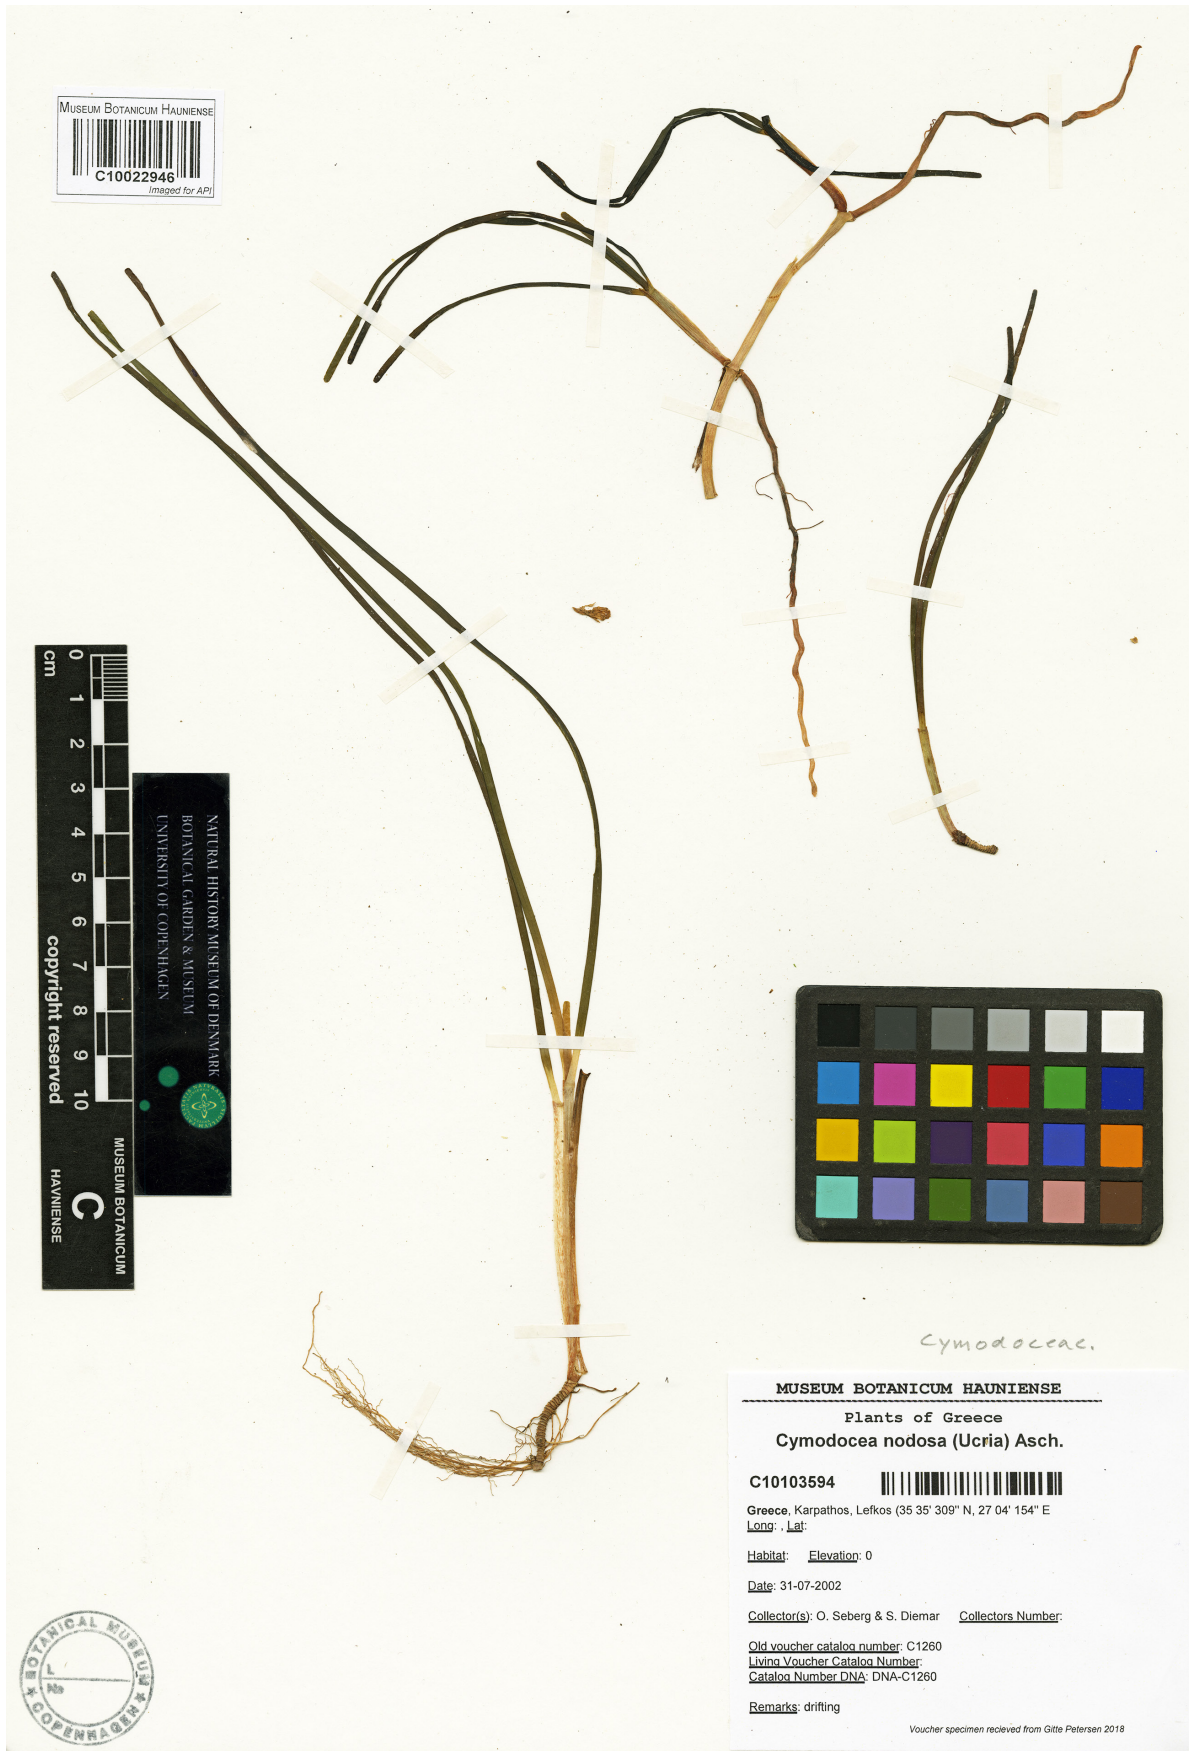 MUSEUM BOTANICUM HAUNIENSE
C10022946
Imaged for API
cm
0
1
2
3
4
5
6
7
8
9
10
copyright reserved
C
MUSEUM BOTANICUM
HAVNIENSE
NATURAL HISTORY MUSEUM OF DENMARK
BOTANICAL GARDEN & MUSEUM
UNIVERSITY OF COPENHAGEN
Cymodoceae.
MUSEUM BOTANICUM HAUNIENSE
Plants of Greece
Cymodocea nodosa (Ucria) Asch.
C10103594
Greece, Karpathos, Lefkos (35 35' 309" N, 27 04' 154" E
Long: , Lat:
Habitat: Elevation: 0
Date: 31-07-2002
Collector(s): O. Seberg & S. Diemar Collectors Number:
Old voucher catalog number: C1260
Living Voucher Catalog Number:
Catalog Number DNA: DNA-C1260
Remarks: drifting
Voucher specimen recieved from Gitte Petersen 2018
BOTANICAL MUSEUM
L
No
COPENHAGEN